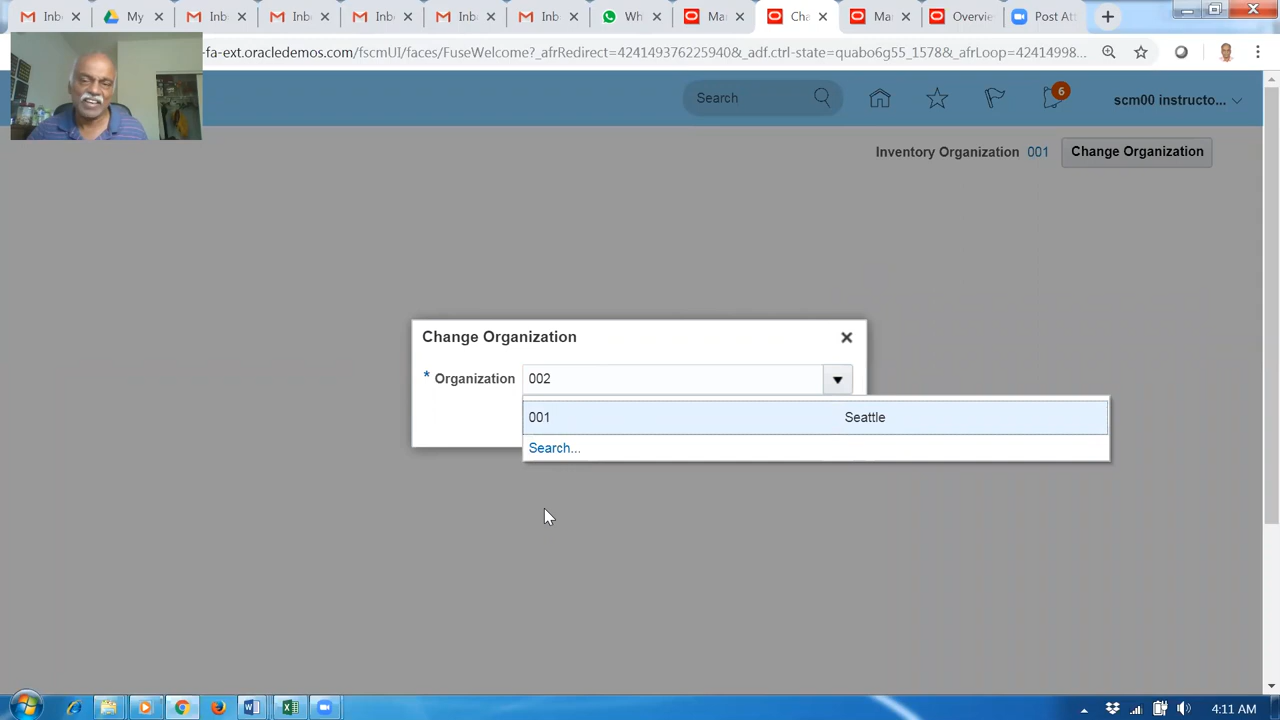 Inb
My
Inb
Inb
Inb
Inb
Inb
Wh
Ma
Cha
Ma
Overvie
Post Att
-fa-ext.oracledemos.com/fscmUI/faces/FuseWelcome?_afrRedirect=424149376225940&_adf.ctrl-state=quabo6g55_1578&_afrLoop=42414998...
Search
6
scm00 instructo...
Inventory Organization 001 Change Organization
Change Organization
* Organization 002
001 Seattle
Search...
4:11 AM